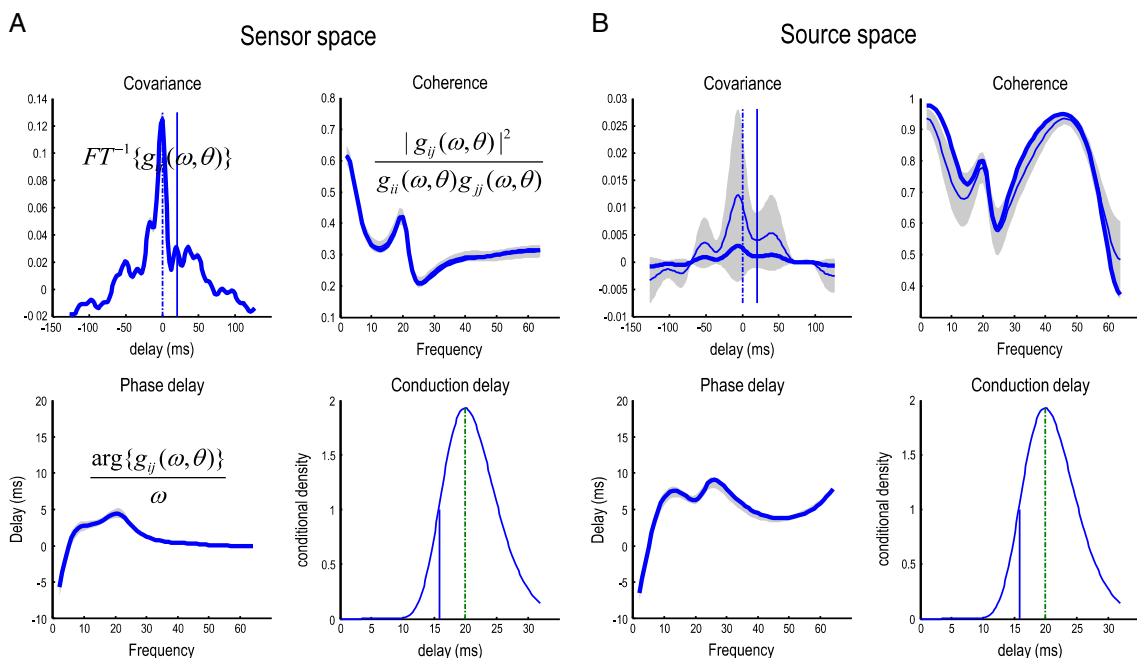 A
Sensor space
Covariance
0.14
0.12
0.1
0.08
0.06
0.04
0.02
0
-0.02
-150 -100 -50 0 50 100
delay (ms)
FT⁻¹{g_ij(ω,θ)}
Coherence
0.8
0.7
0.6
0.5
0.4
0.3
0.2
0.1
0 10 20 30 40 50 60
Frequency
|g_ij(ω,θ)|²
g_ii(ω,θ)g_jj(ω,θ)
Phase delay
20
15
10
5
0
-5
-10
0 10 20 30 40 50 60
Delay (ms)
Frequency
arg{g_ij(ω,θ)}
ω
Conduction delay
2
1.5
1
0.5
0
0 5 10 15 20 25 30
conditional density
delay (ms)
B
Source space
Covariance
0.03
0.025
0.02
0.015
0.01
0.005
0
-0.005
-0.01
-150 -100 -50 0 50 100
delay (ms)
Coherence
1
0.9
0.8
0.7
0.6
0.5
0.4
0 10 20 30 40 50 60
Frequency
Phase delay
20
15
10
5
0
-5
-10
0 10 20 30 40 50 60
Delay (ms)
Frequency
Conduction delay
2
1.5
1
0.5
0
0 5 10 15 20 25 30
conditional density
delay (ms)